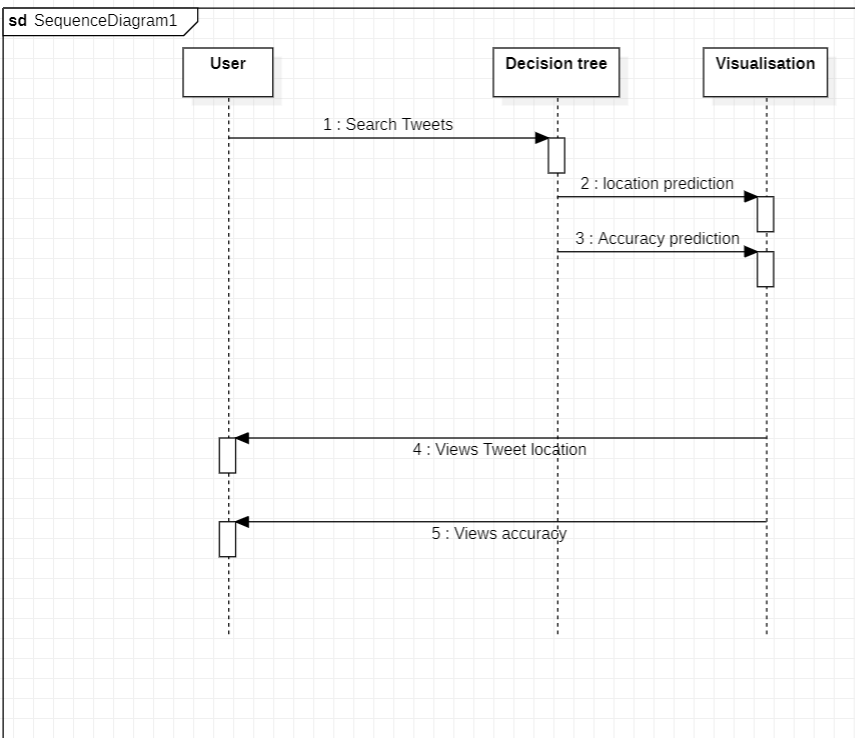 sd SequenceDiagram1
User
Decision tree
Visualisation
1 : Search Tweets
2 : location prediction
3 : Accuracy prediction
4 : Views Tweet location
5 : Views accuracy